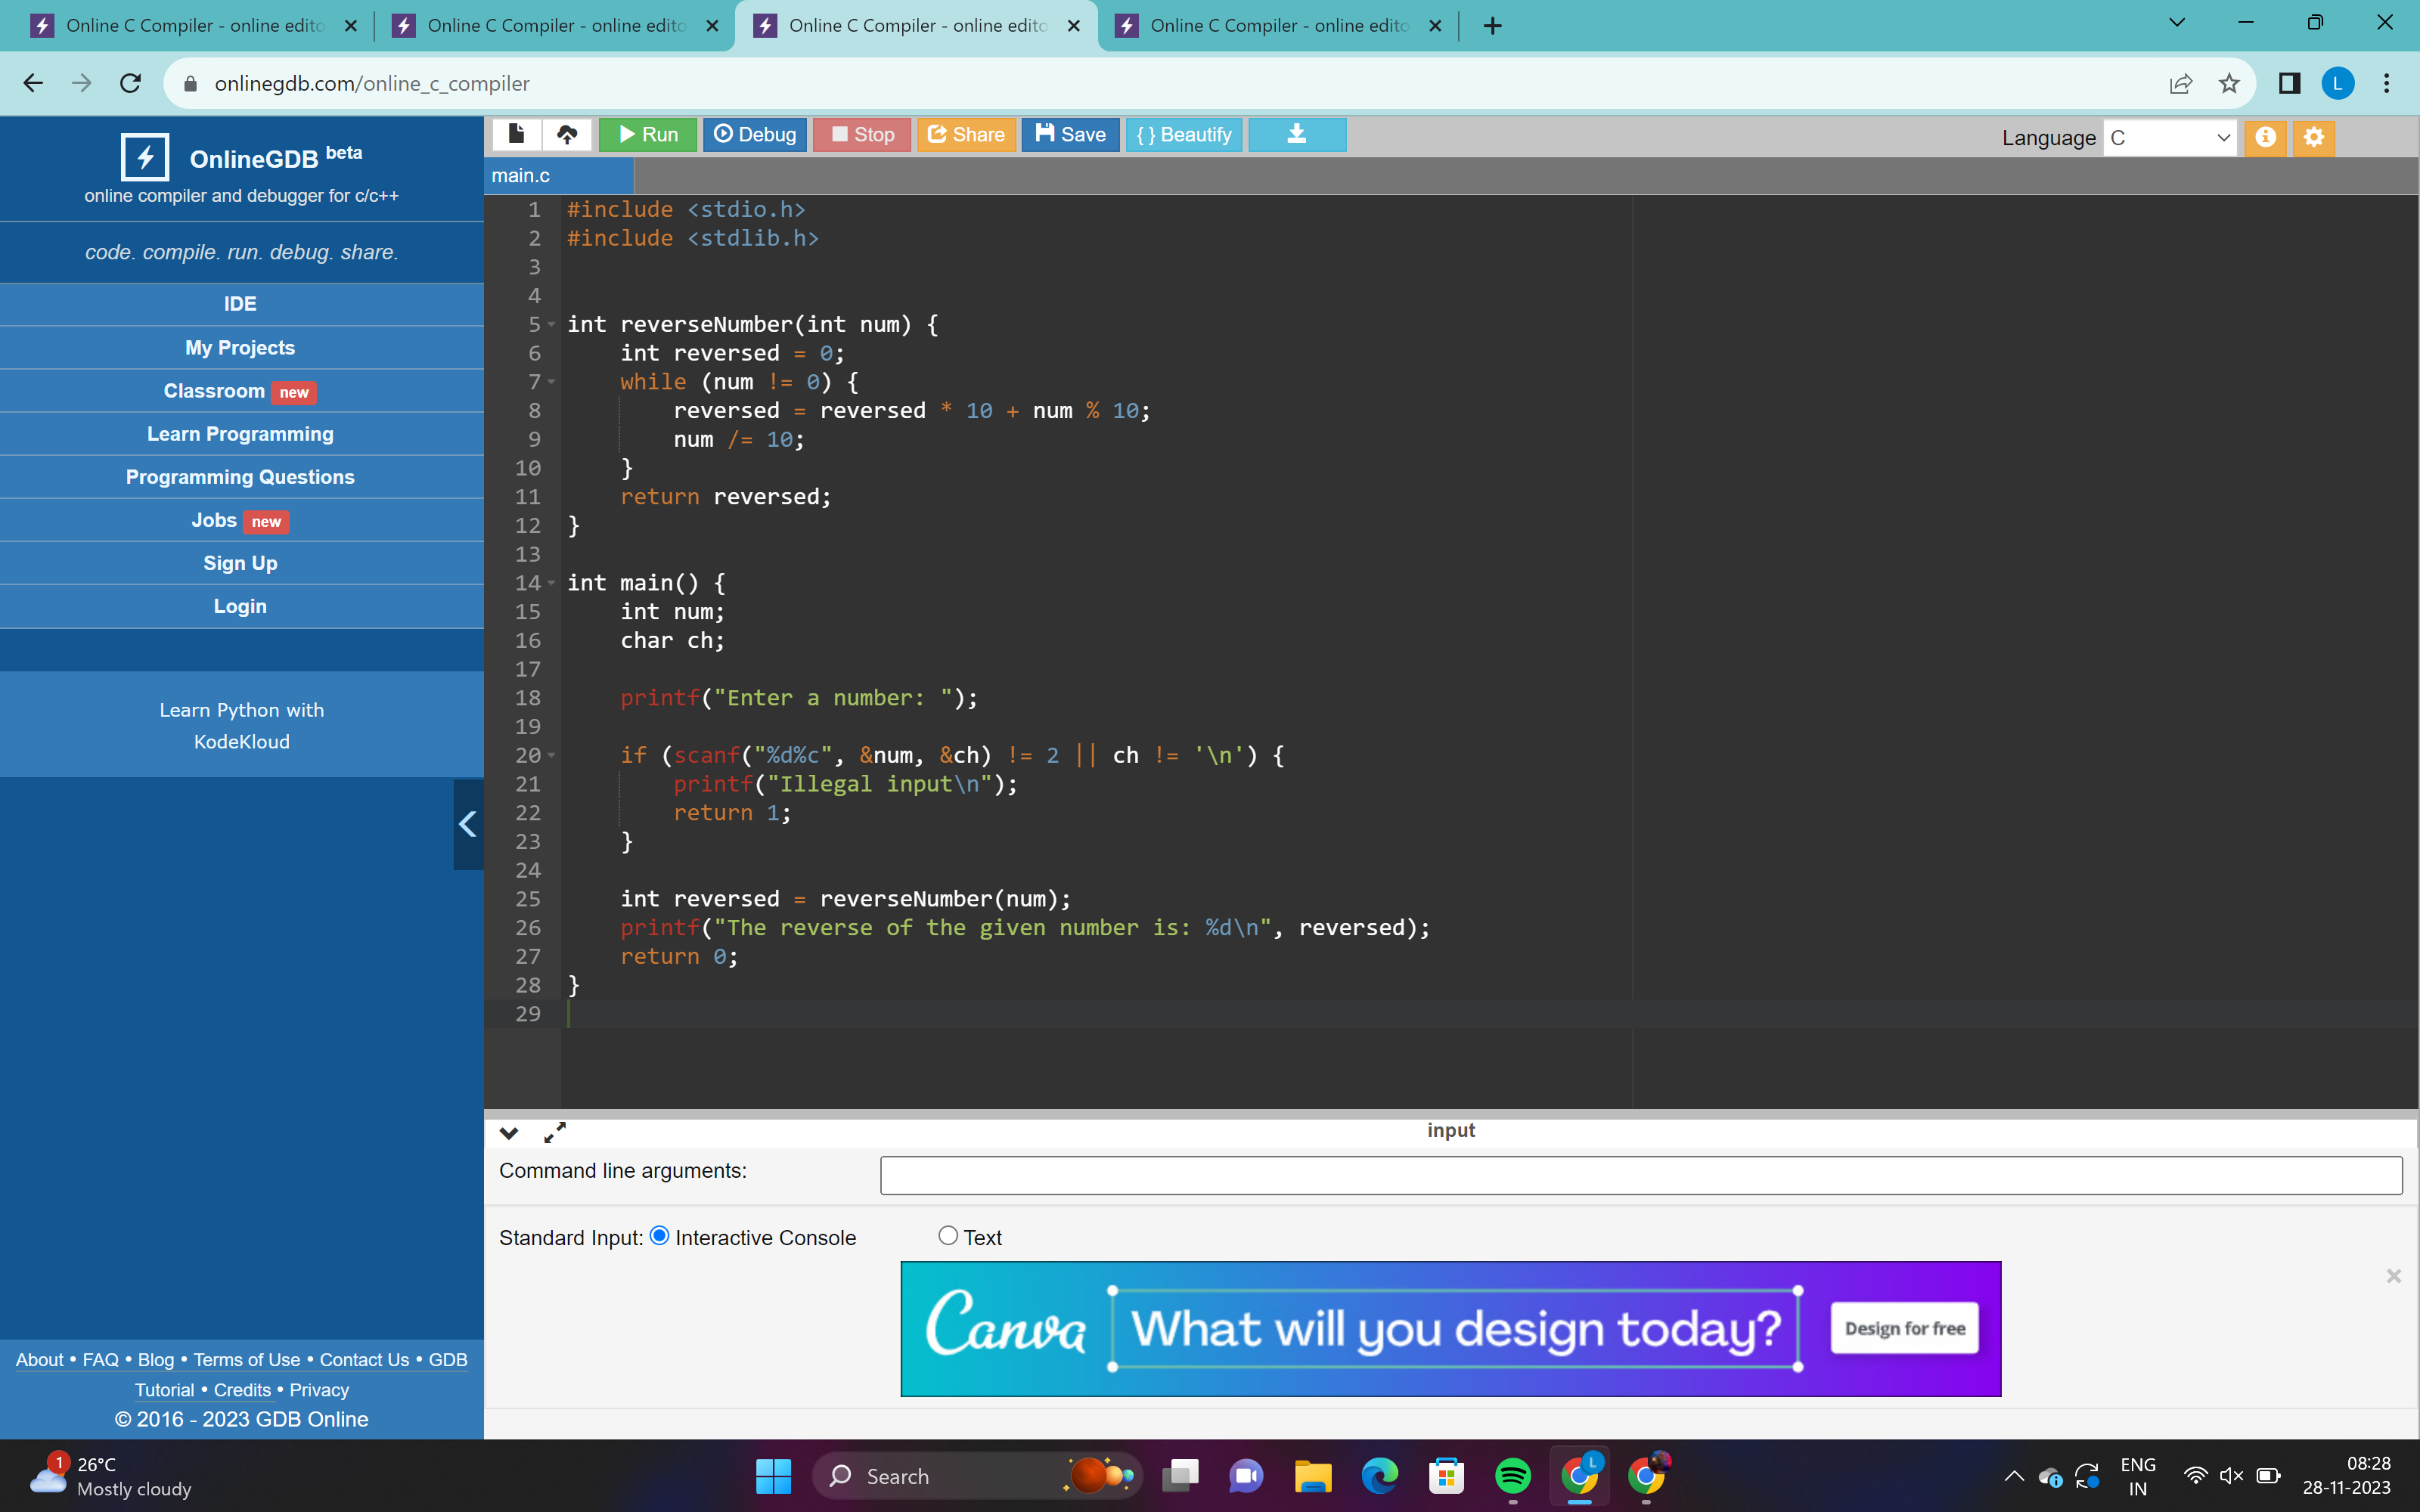 Online C Compiler - online edito
Online C Compiler - online edito
Online C Compiler - online edito
Online C Compiler - online edito
onlinegdb.com/online_c_compiler
L
OnlineGDB beta
online compiler and debugger for c/c++
code. compile. run. debug. share.
IDE
My Projects
Classroom new
Learn Programming
Programming Questions
Jobs new
Sign Up
Login
Learn Python with
KodeKloud
About • FAQ • Blog • Terms of Use • Contact Us • GDB
Tutorial • Credits • Privacy
© 2016 - 2023 GDB Online
Run Debug Stop Share Save { } Beautify
Language C
main.c
1 #include <stdio.h>
2 #include <stdlib.h>
3
4
5 int reverseNumber(int num) {
6     int reversed = 0;
7     while (num != 0) {
8         reversed = reversed * 10 + num % 10;
9         num /= 10;
10     }
11     return reversed;
12 }
13
14 int main() {
15     int num;
16     char ch;
17
18     printf("Enter a number: ");
19
20     if (scanf("%d%c", &num, &ch) != 2 || ch != '\n') {
21         printf("Illegal input\n");
22         return 1;
23     }
24
25     int reversed = reverseNumber(num);
26     printf("The reverse of the given number is: %d\n", reversed);
27     return 0;
28 }
29
input
Command line arguments:
Standard Input: Interactive Console Text
Canva What will you design today? Design for free
1
26°C
Mostly cloudy
Search
L
ENG
IN
08:28
28-11-2023